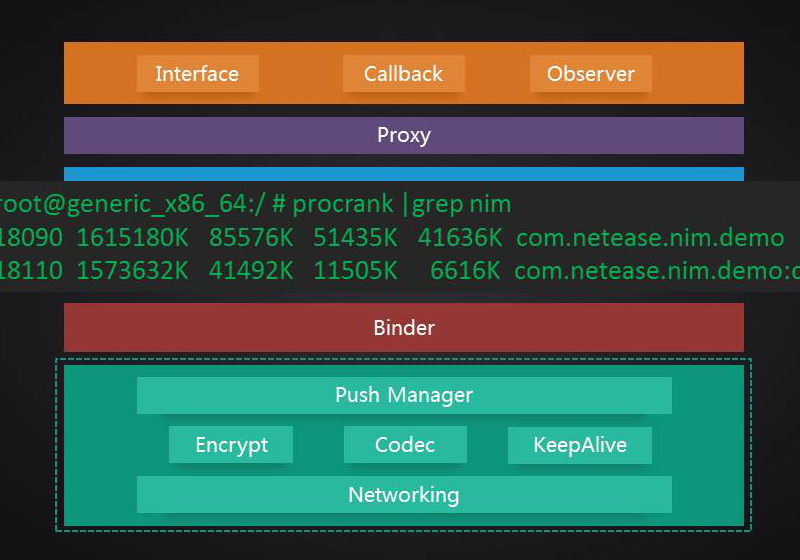 Interface Callback Observer
Proxy
root@generic_x86_64:/ # procrank |grep nim
18090 1615180K 85576K 51435K 41636K com.netease.nim.demo
18110 1573632K 41492K 11505K 6616K com.netease.nim.demo:c
Binder
Push Manager
Encrypt Codec KeepAlive
Networking